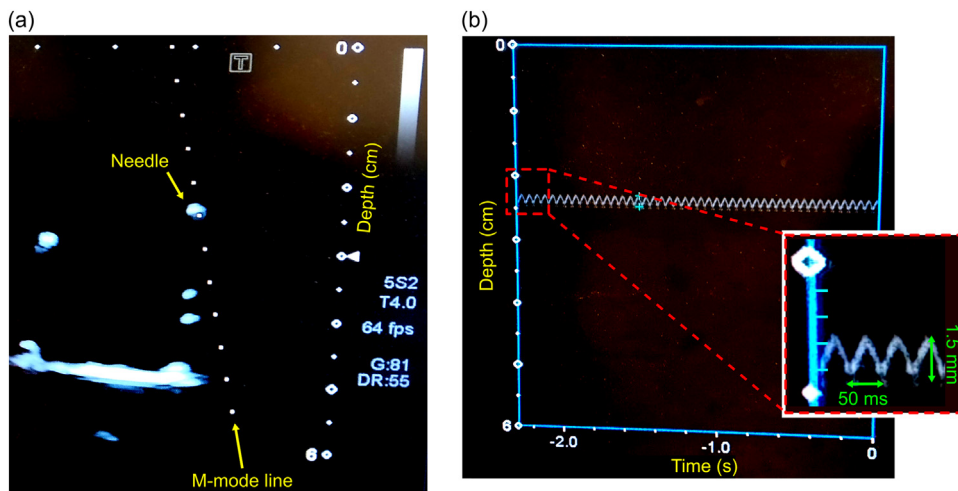 (a)
0
T
Needle
Depth (cm)
5S2
T4.0
64 fps
G:81
DR:55
6
M-mode line
(b)
0
Depth (cm)
6
-2.0
-1.0
0
Time (s)
50 ms
1.5 mm